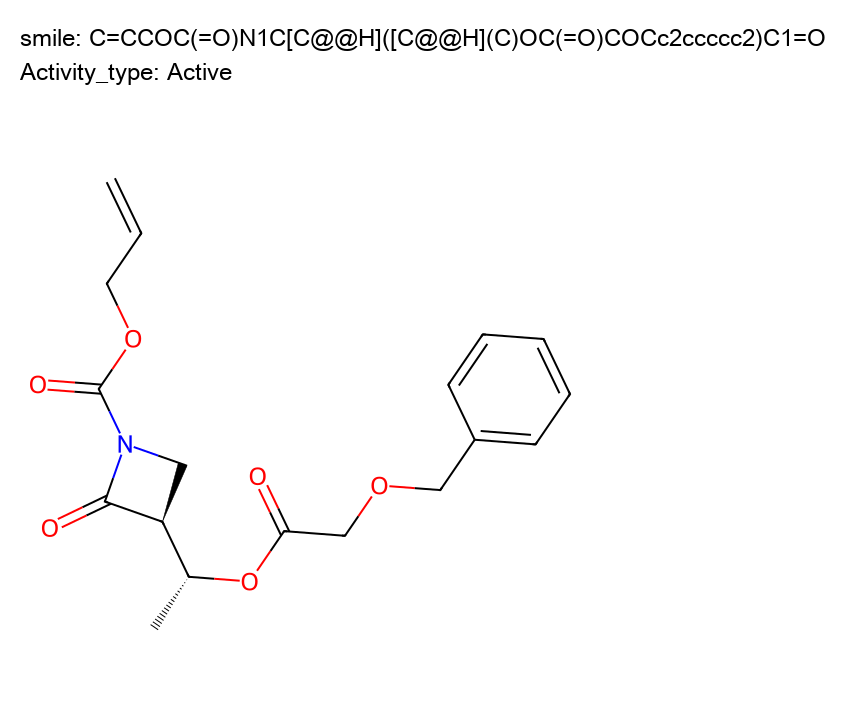 smile: C=CCOC(=O)N1C[C@@H]([C@@H](C)OC(=O)COCc2ccccc2)C1=O
Activity_type: Active
O
O
N
O
O
O
O